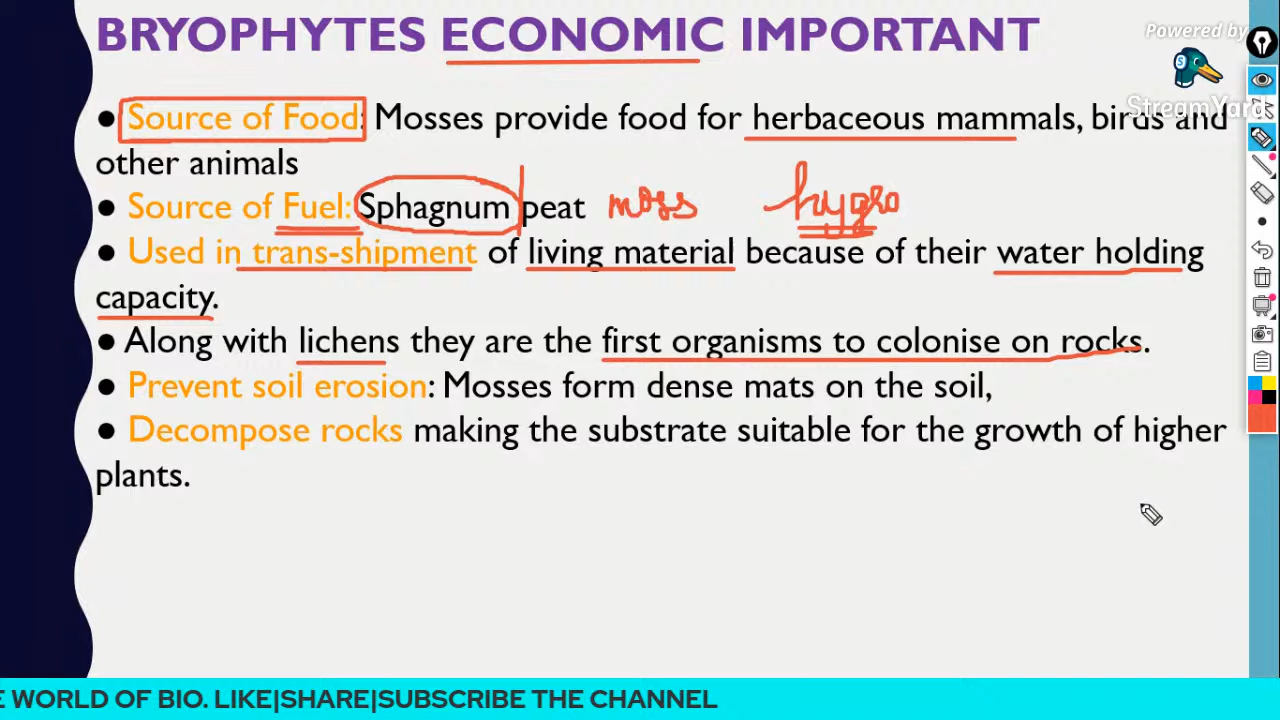 BRYOPHYTES ECONOMIC IMPORTANT
Powered by
StreamYard
● Source of Food: Mosses provide food for herbaceous mammals, birds and
other animals
● Source of Fuel: Sphagnum peat moss hygro
● Used in trans-shipment of living material because of their water holding
capacity.
● Along with lichens they are the first organisms to colonise on rocks.
● Prevent soil erosion: Mosses form dense mats on the soil,
● Decompose rocks making the substrate suitable for the growth of higher
plants.
E WORLD OF BIO. LIKE|SHARE|SUBSCRIBE THE CHANNEL